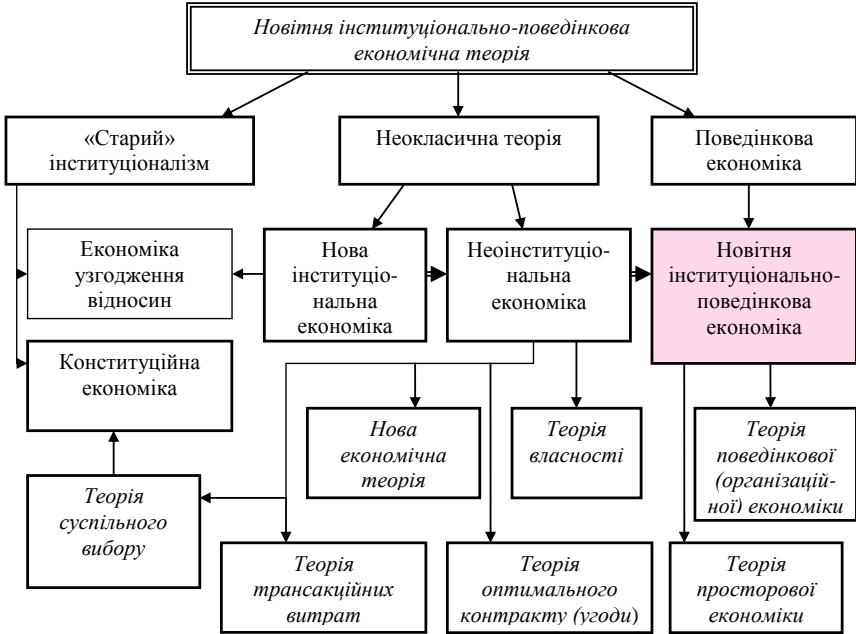 Новітня інституціонально-поведінкова
економічна теорія
«Старий»
інституціоналізм
Неокласична теорія
Поведінкова
економіка
Економіка
узгодження
відносин
Нова
інституціо-
нальна
економіка
Неоінституціо-
нальна
економіка
Новітня
інституціонально-
поведінкова
економіка
Конституційна
економіка
Нова
економічна
теорія
Теорія
власності
Теорія
поведінкової
(організацій-
ної) економіки
Теорія
суспільного
вибору
Теорія
трансакційних
витрат
Теорія
оптимального
контракту (угоди)
Теорія
просторової
економіки